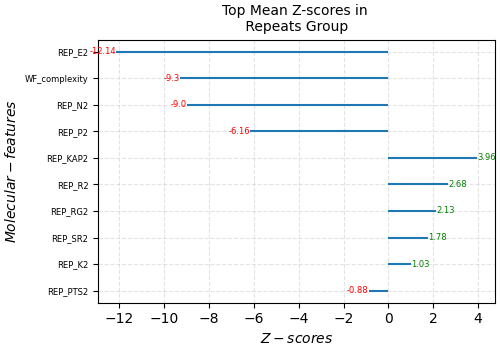 Top Mean Z-scores in
Repeats Group
REP_E2
-12.14
WF_complexity
-9.3
REP_N2
-9.0
REP_P2
-6.16
REP_KAP2
3.96
REP_R2
2.68
REP_RG2
2.13
REP_SR2
1.78
REP_K2
1.03
REP_PTS2
-0.88
Molecular − features
−12 −10 −8 −6 −4 −2 0 2 4
Z − scores